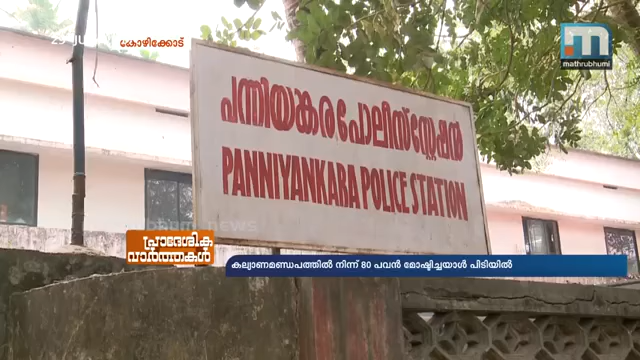 കോഴിക്കോട്
mathrubhumi
പന്നിയങ്കര പോലീസ് സ്റ്റേഷൻ
PANNIYANKARA POLICE STATION
പ്രാദേശിക
വാർത്തകൾ
കല്യാണമണ്ഡപത്തിൽ നിന്ന് 80 പവൻ മോഷ്ടിച്ചയാൾ പിടിയിൽ